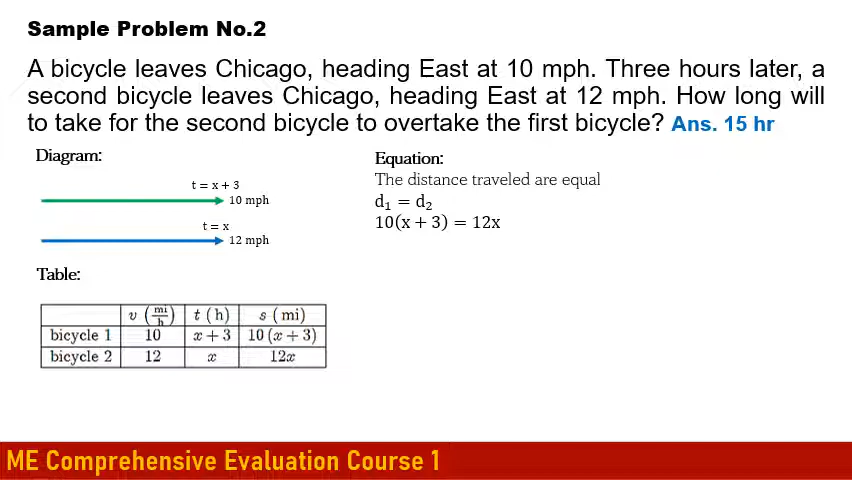 Sample Problem No.2
A bicycle leaves Chicago, heading East at 10 mph. Three hours later, a
second bicycle leaves Chicago, heading East at 12 mph. How long will
to take for the second bicycle to overtake the first bicycle? Ans. 15 hr
Diagram:
t = x + 3
10 mph
t = x
12 mph
Equation:
The distance traveled are equal
d₁ = d₂
10(x + 3) = 12x
Table:
v (mi/h) t (h) s (mi)
bicycle 1 10 x + 3 10 (x + 3)
bicycle 2 12 x 12x
ME Comprehensive Evaluation Course 1